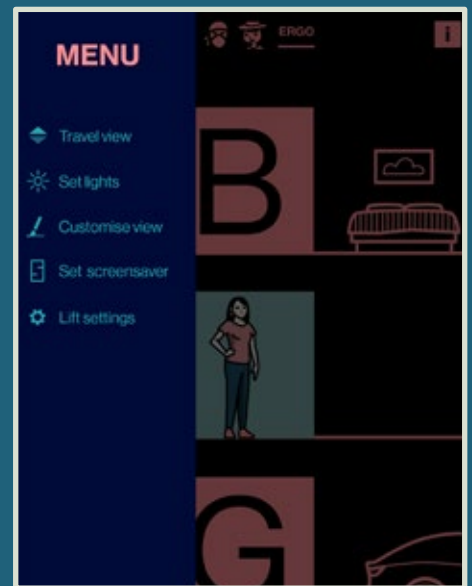 MENU
ERGO
i
Travel view
Set lights
Customise view
Set screensaver
Lift settings
B
G